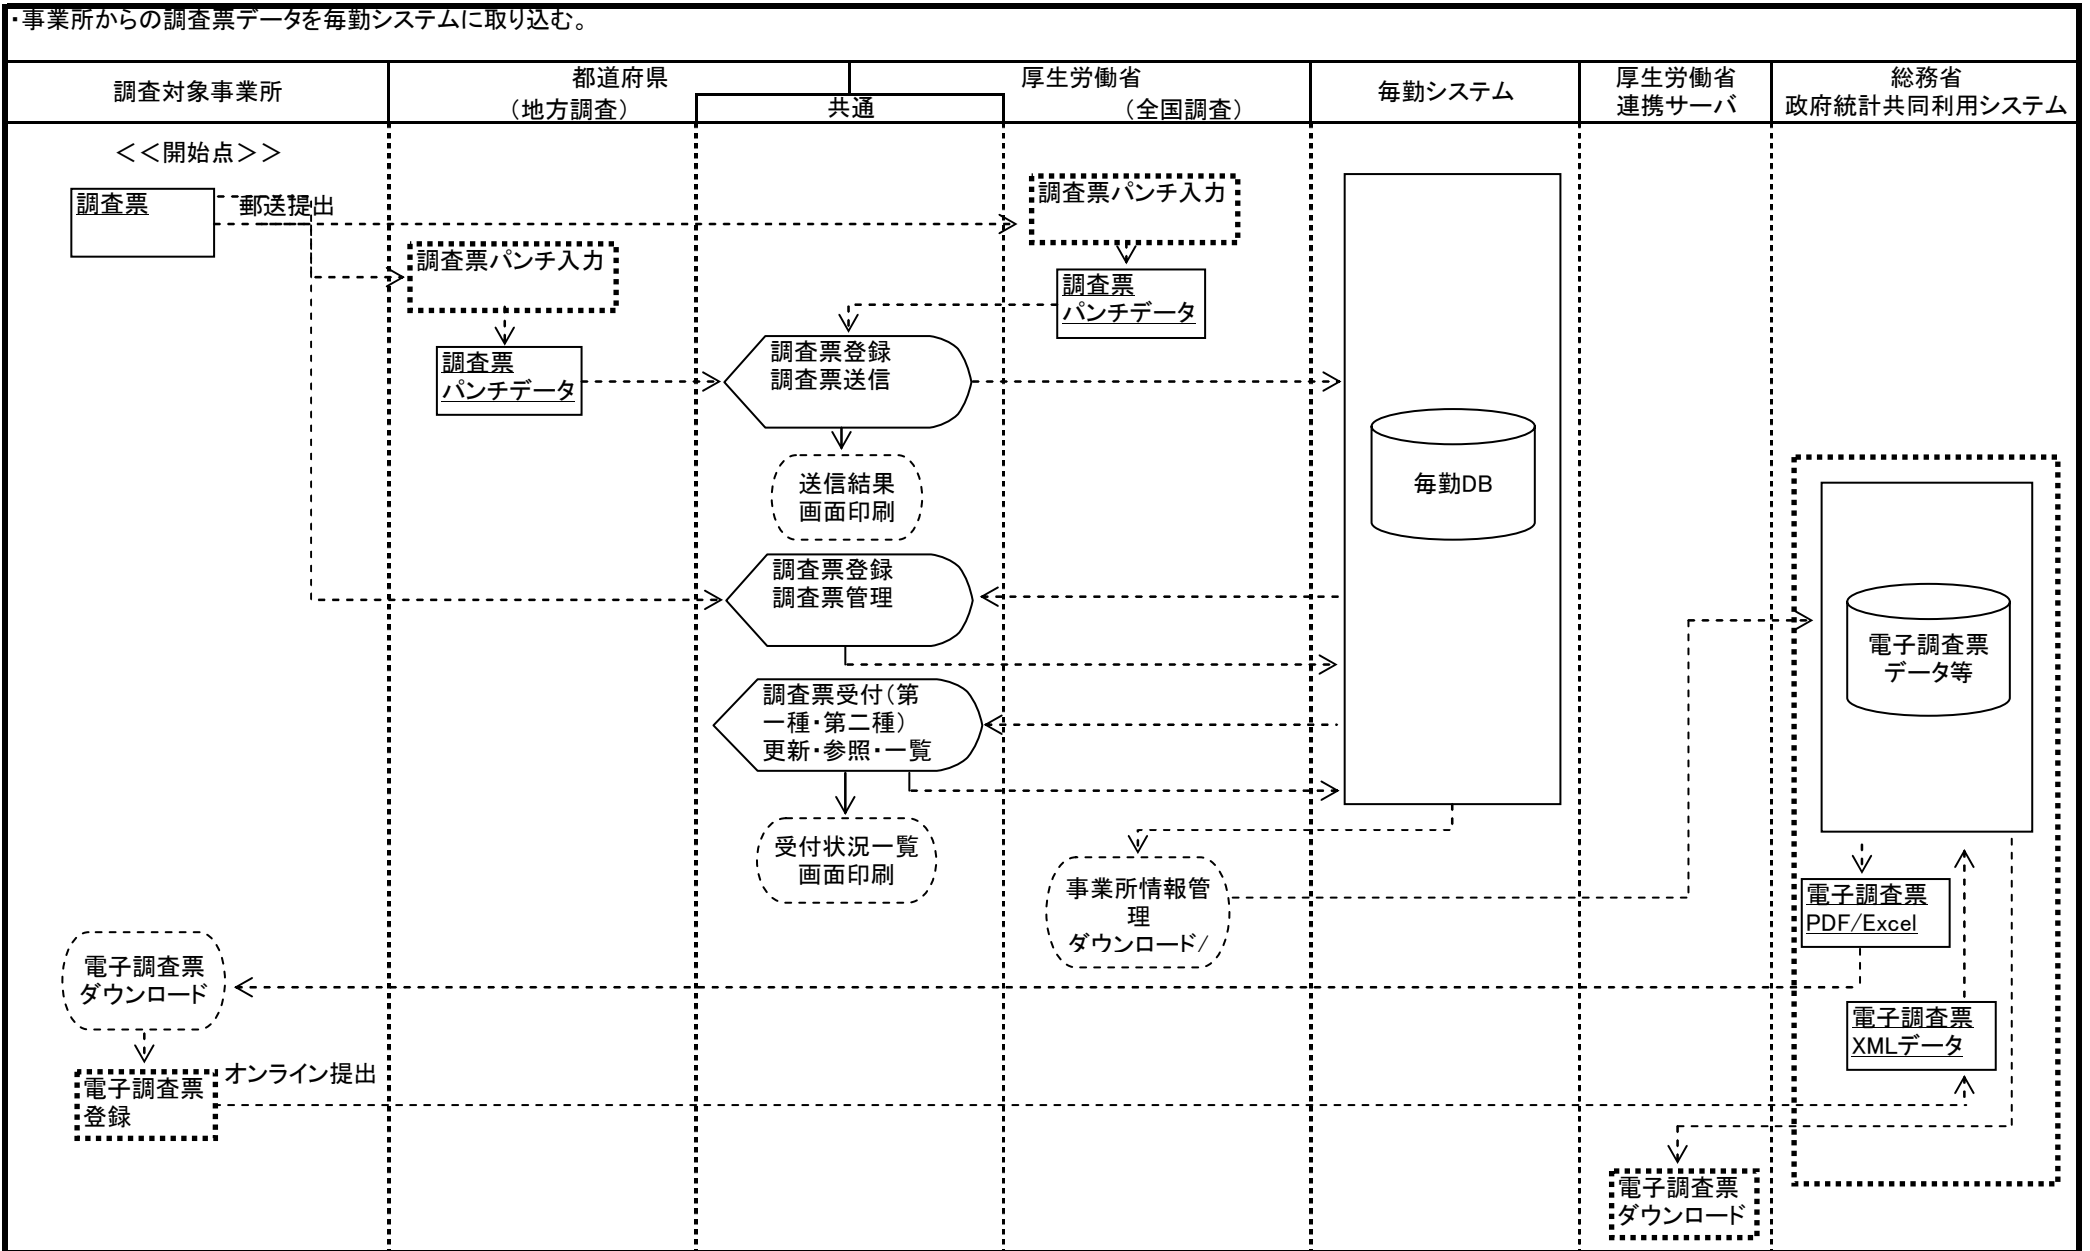 ・事業所からの調査票データを毎勤システムに取り込む。
調査対象事業所
都道府県
（地方調査）
共通
厚生労働省
（全国調査）
毎勤システム
厚生労働省
連携サーバ
総務省
政府統計共同利用システム
＜＜開始点＞＞
調査票
郵送提出
調査票パンチ入力
調査票パンチ入力
調査票
パンチデータ
調査票
パンチデータ
調査票登録
調査票送信
送信結果
画面印刷
毎勤DB
調査票登録
調査票管理
調査票受付（第
一種・第二種）
更新・参照・一覧
受付状況一覧
画面印刷
事業所情報管
理
ダウンロード/
電子調査票
データ等
電子調査票
PDF/Excel
電子調査票
ダウンロード
電子調査票
XMLデータ
オンライン提出
電子調査票
登録
電子調査票
ダウンロード